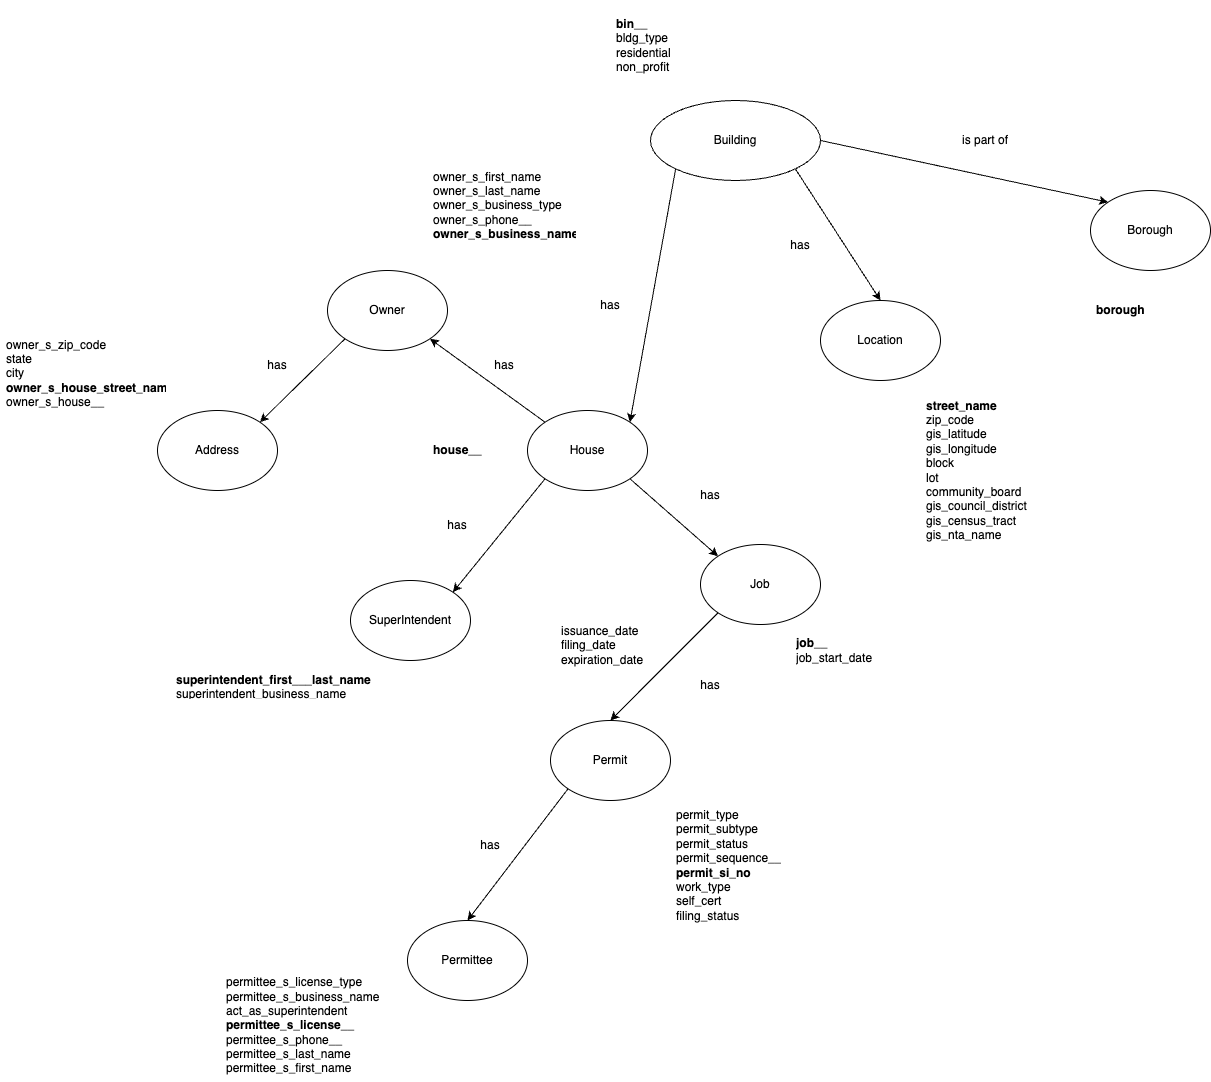 bin__
bldg_type
residential
non_profit
Building
is part of
owner_s_first_name
owner_s_last_name
owner_s_business_type
owner_s_phone__
owner_s_business_name
has
Borough
borough
has
Owner
Location
owner_s_zip_code
state
city
owner_s_house_street_nam
owner_s_house__
has
has
street_name
zip_code
gis_latitude
gis_longitude
block
lot
community_board
gis_council_district
gis_census_tract
gis_nta_name
Address
house__
House
has
has
Job
SuperIntendent
issuance_date
filing_date
expiration_date
job__
job_start_date
superintendent_first___last_name
superintendent_business_name
has
Permit
permit_type
permit_subtype
permit_status
permit_sequence__
permit_si_no
work_type
self_cert
filing_status
has
Permittee
permittee_s_license_type
permittee_s_business_name
act_as_superintendent
permittee_s_license__
permittee_s_phone__
permittee_s_last_name
permittee_s_first_name